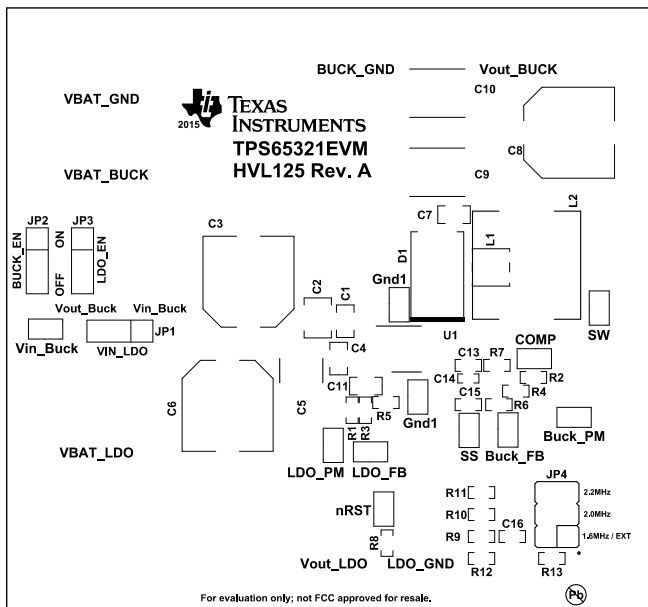 BUCK_GND
Vout_BUCK
C10
VBAT_GND
2015
TEXAS
INSTRUMENTS
TPS65321EVM
HVL125 Rev. A
C8
VBAT_BUCK
C9
L2
C7
JP2
JP3
BUCK_EN
ON
OFF
LDO_EN
C3
D1
L1
Gnd1
C2
C1
Vout_Buck
Vin_Buck
JP1
Vin_Buck
VIN_LDO
U1
SW
C4
COMP
C13
R7
C14
R2
C11
R4
C6
C5
C15
R6
R5
Gnd1
R1
R3
Buck_PM
VBAT_LDO
SS
Buck_FB
LDO_PM
LDO_FB
JP4
R11
2.2MHz
nRST
R10
2.0MHz
C16
R9
1.6MHz / EXT
R8
Vout_LDO
LDO_GND
R12
R13
For evaluation only; not FCC approved for resale.
Pb